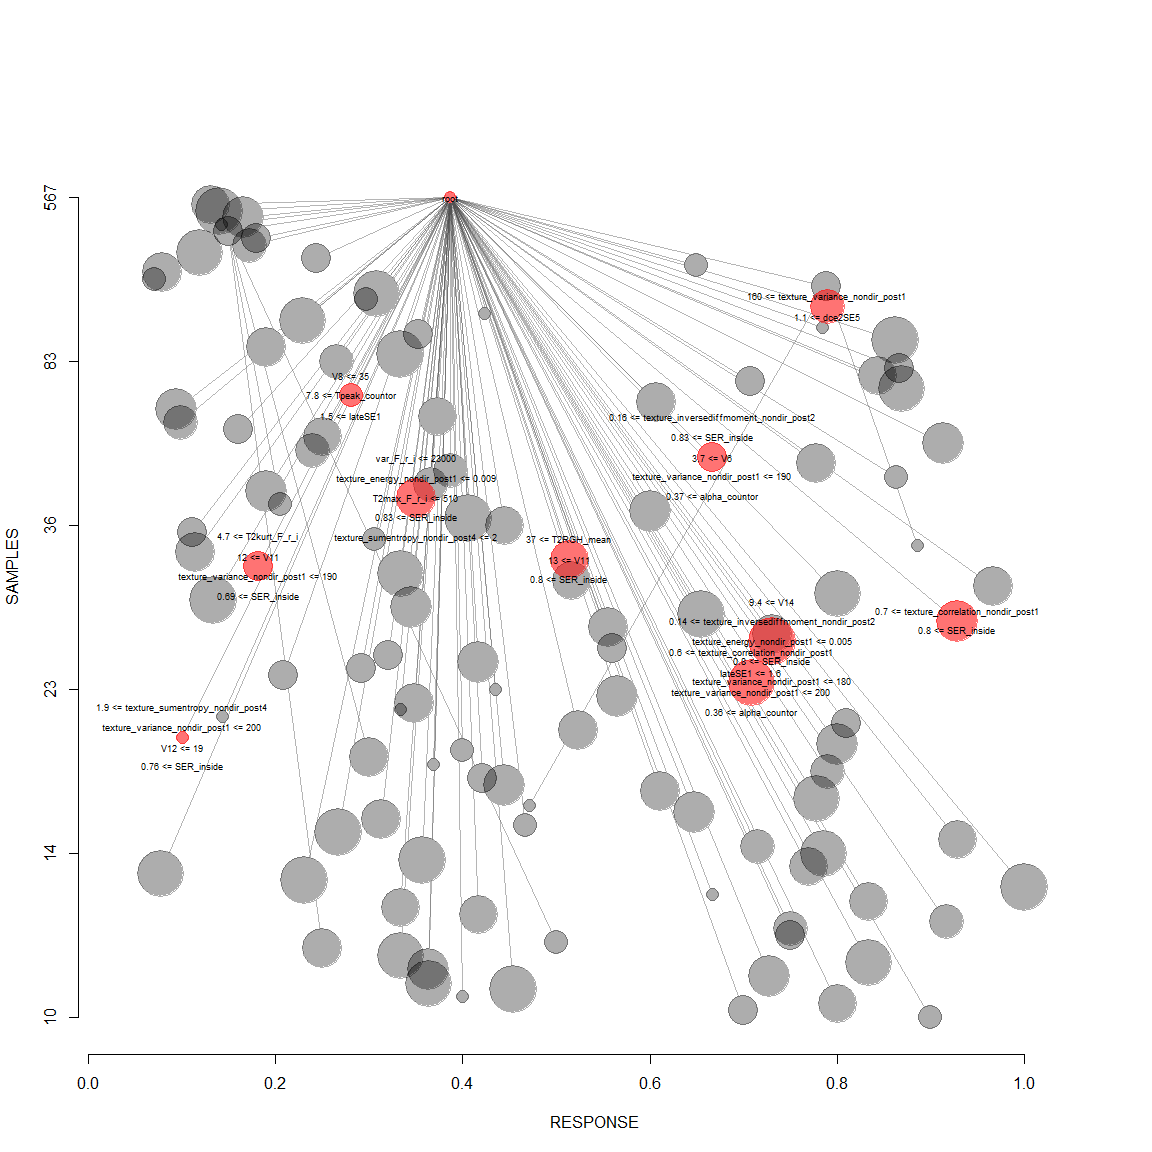 567
root
160 <= texture_variance_nondir_post1
1.1 <= dce2SE5
83
V8 <= 35
7.8 <= Tpeak_countor
1.5 <= lateSE1
0.16 <= texture_inversediffmoment_nondir_post2
0.83 <= SER_inside
3.7 <= V6
texture_variance_nondir_post1 <= 190
0.37 <= alpha_countor
var_F_r_i <= 23000
texture_energy_nondir_post1 <= 0.009
T2max_F_r_i <= 510
0.83 <= SER_inside
texture_sumentropy_nondir_post4 <= 2
36
4.7 <= T2kurt_F_r_i
12 <= V11
texture_variance_nondir_post1 <= 190
0.69 <= SER_inside
37 <= T2RGH_mean
13 <= V11
0.8 <= SER_inside
SAMPLES
9.4 <= V14
0.14 <= texture_inversediffmoment_nondir_post2
texture_energy_nondir_post1 <= 0.005
0.6 <= texture_correlation_nondir_post1
0.8 <= SER_inside
lateSE1 <= 1.6
texture_variance_nondir_post1 <= 180
texture_variance_nondir_post1 <= 200
0.36 <= alpha_countor
0.7 <= texture_correlation_nondir_post1
0.8 <= SER_inside
23
1.9 <= texture_sumentropy_nondir_post4
texture_variance_nondir_post1 <= 200
V12 <= 19
0.76 <= SER_inside
14
10
0.0 0.2 0.4 0.6 0.8 1.0
RESPONSE